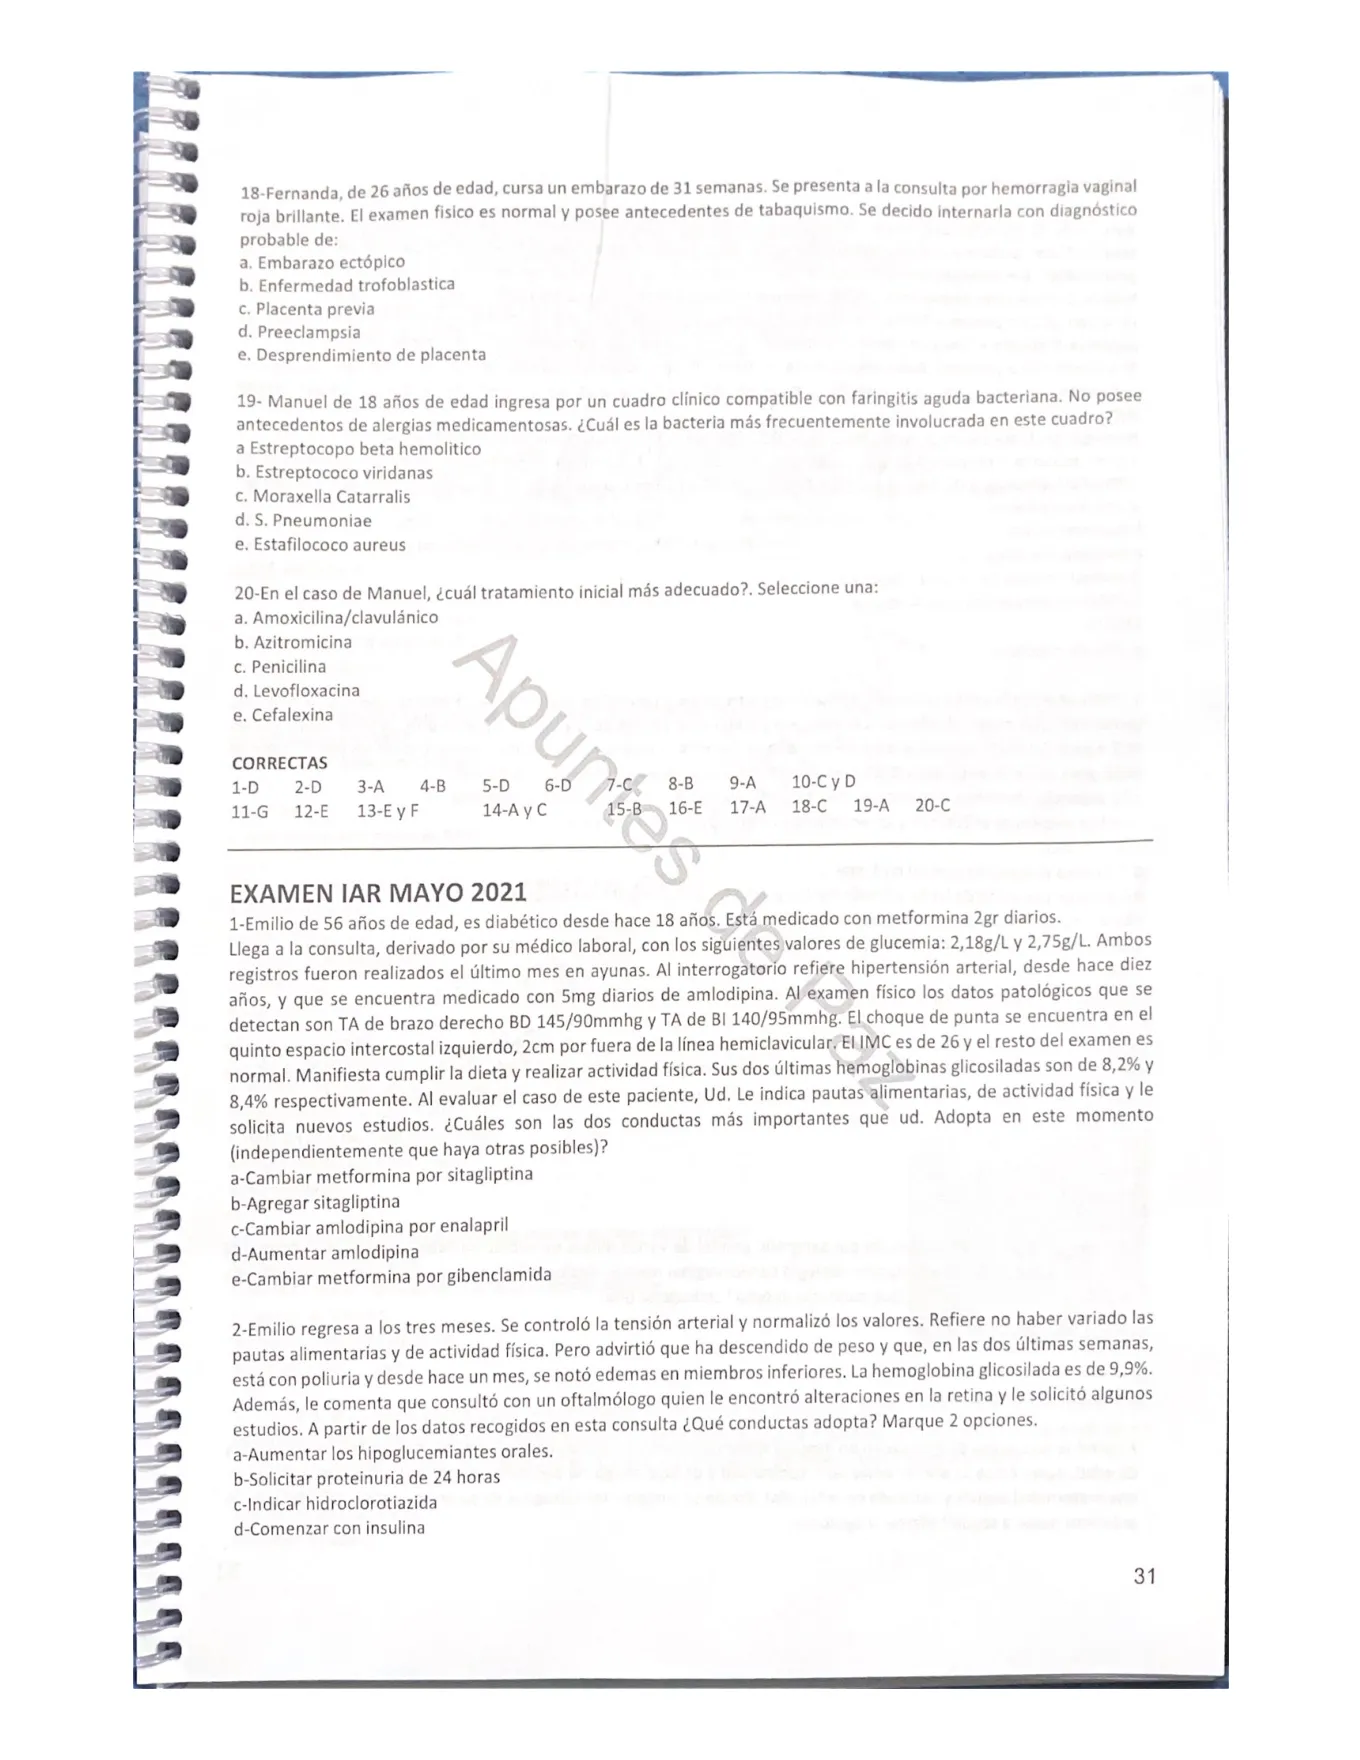 18-Fernanda, de 26 años de edad, cursa un embarazo de 31 semanas. Se presenta a la consulta por hemorragia vaginal
roja brillante. El examen fisico es normal y posee antecedentes de tabaquismo. Se decido internarla con diagnóstico
probable de:
a. Embarazo ectópico
b. Enfermedad trofoblastica
c. Placenta previa
d. Preeclampsia
e. Desprendimiento de placenta
19- Manuel de 18 años de edad ingresa por un cuadro clínico compatible con faringitis aguda bacteriana. No posee
antecedentos de alergias medicamentosas. ¿Cuál es la bacteria más frecuentemente involucrada en este cuadro?
a Estreptocopo beta hemolitico
b. Estreptococo viridanas
c. Moraxella Catarralis
d. S. Pneumoniae
e. Estafilococo aureus
20-En el caso de Manuel, ¿cuál tratamiento inicial más adecuado?. Seleccione una:
a. Amoxicilina/clavulánico
b. Azitromicina
c. Penicilina
d. Levofloxacina
e. Cefalexina
CORRECTAS
1-D 2-D 3-A 4-B 5-D 6-D 7-C 8-B 9-A 10-C y D
11-G 12-E 13-E y F 14-A y C 15-B 16-E 17-A 18-C 19-A 20-C
Apuntes de Paz
EXAMEN IAR MAYO 2021
1-Emilio de 56 años de edad, es diabético desde hace 18 años. Está medicado con metformina 2gr diarios.
Llega a la consulta, derivado por su médico laboral, con los siguientes valores de glucemia: 2,18g/L y 2,75g/L. Ambos
registros fueron realizados el último mes en ayunas. Al interrogatorio refiere hipertensión arterial, desde hace diez
años, y que se encuentra medicado con 5mg diarios de amlodipina. Al examen físico los datos patológicos que se
detectan son TA de brazo derecho BD 145/90mmhg y TA de BI 140/95mmhg. El choque de punta se encuentra en el
quinto espacio intercostal izquierdo, 2cm por fuera de la línea hemiclavicular. El IMC es de 26 y el resto del examen es
normal. Manifiesta cumplir la dieta y realizar actividad física. Sus dos últimas hemoglobinas glicosiladas son de 8,2% y
8,4% respectivamente. Al evaluar el caso de este paciente, Ud. Le indica pautas alimentarias, de actividad física y le
solicita nuevos estudios. ¿Cuáles son las dos conductas más importantes que ud. Adopta en este momento
(independientemente que haya otras posibles)?
a-Cambiar metformina por sitagliptina
b-Agregar sitagliptina
c-Cambiar amlodipina por enalapril
d-Aumentar amlodipina
e-Cambiar metformina por gibenclamida
2-Emilio regresa a los tres meses. Se controló la tensión arterial y normalizó los valores. Refiere no haber variado las
pautas alimentarias y de actividad física. Pero advirtió que ha descendido de peso y que, en las dos últimas semanas,
está con poliuria y desde hace un mes, se notó edemas en miembros inferiores. La hemoglobina glicosilada es de 9,9%.
Además, le comenta que consultó con un oftalmólogo quien le encontró alteraciones en la retina y le solicitó algunos
estudios. A partir de los datos recogidos en esta consulta ¿Qué conductas adopta? Marque 2 opciones.
a-Aumentar los hipoglucemiantes orales.
b-Solicitar proteinuria de 24 horas
c-Indicar hidroclorotiazida
d-Comenzar con insulina
31